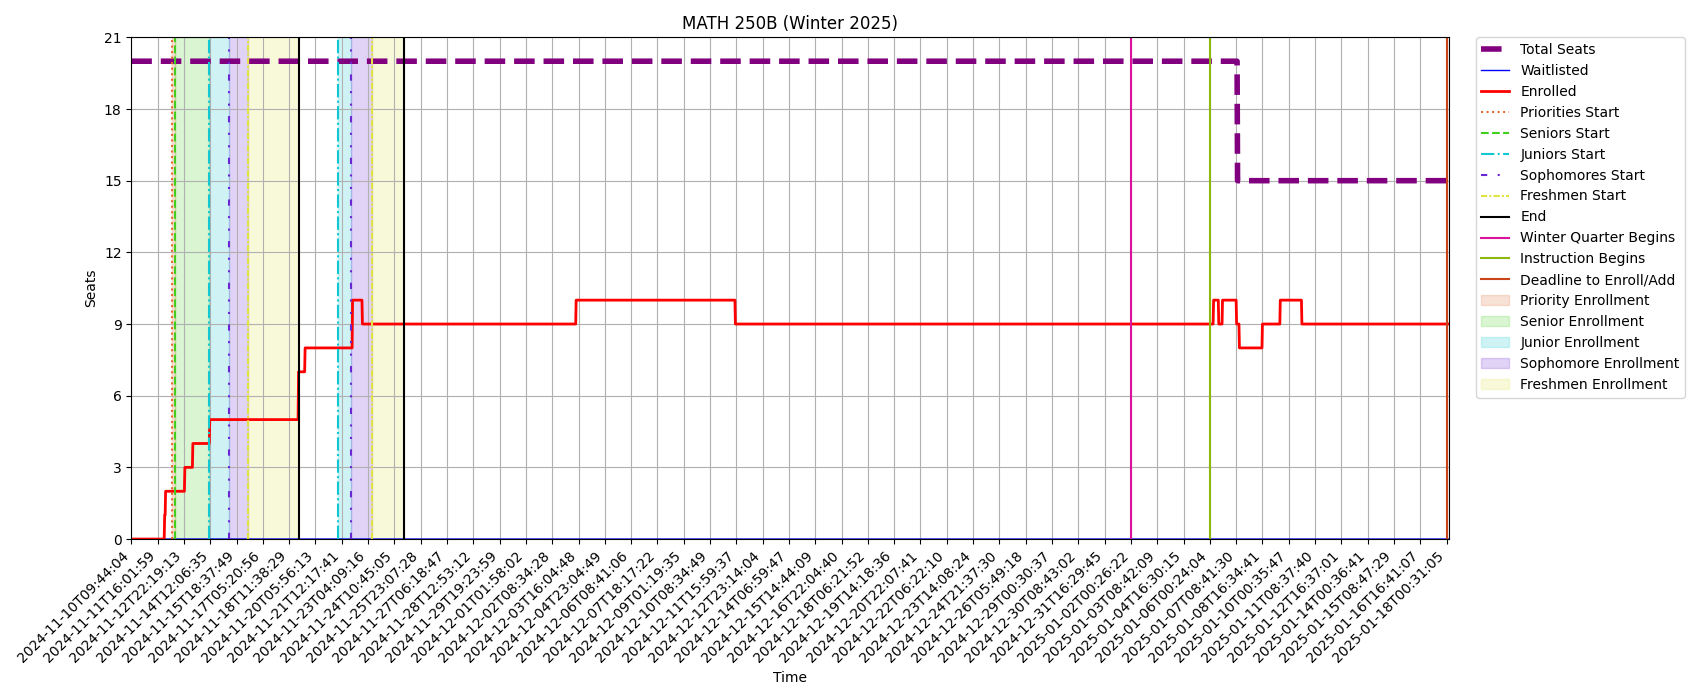 MATH 250B (Winter 2025)
21
18
15
12
9
6
3
0
Seats
2024-11-10T09:44:04
2024-11-11T16:01:59
2024-11-12T22:19:13
2024-11-14T12:06:35
2024-11-15T18:37:49
2024-11-17T05:20:56
2024-11-18T11:38:29
2024-11-20T05:56:13
2024-11-21T12:17:41
2024-11-23T04:09:16
2024-11-24T10:45:05
2024-11-25T23:07:28
2024-11-27T06:18:47
2024-11-28T12:53:12
2024-11-29T19:23:59
2024-12-01T01:58:02
2024-12-02T08:34:28
2024-12-03T16:04:48
2024-12-04T23:04:49
2024-12-06T08:41:06
2024-12-07T18:17:22
2024-12-09T01:19:35
2024-12-10T08:34:49
2024-12-11T15:59:37
2024-12-12T23:14:04
2024-12-14T06:59:47
2024-12-15T14:44:09
2024-12-16T22:04:40
2024-12-18T06:21:52
2024-12-19T14:18:36
2024-12-20T22:07:41
2024-12-22T06:22:10
2024-12-23T14:08:24
2024-12-24T21:37:30
2024-12-26T05:49:18
2024-12-29T00:30:37
2024-12-30T08:43:02
2024-12-31T16:29:45
2025-01-02T00:26:22
2025-01-03T08:42:09
2025-01-04T16:30:15
2025-01-06T00:24:04
2025-01-07T08:41:30
2025-01-08T16:34:41
2025-01-10T00:35:47
2025-01-11T08:37:40
2025-01-12T16:37:01
2025-01-14T00:36:41
2025-01-15T08:47:29
2025-01-16T16:41:07
2025-01-18T00:31:05
Time
Total Seats
Waitlisted
Enrolled
Priorities Start
Seniors Start
Juniors Start
Sophomores Start
Freshmen Start
End
Winter Quarter Begins
Instruction Begins
Deadline to Enroll/Add
Priority Enrollment
Senior Enrollment
Junior Enrollment
Sophomore Enrollment
Freshmen Enrollment